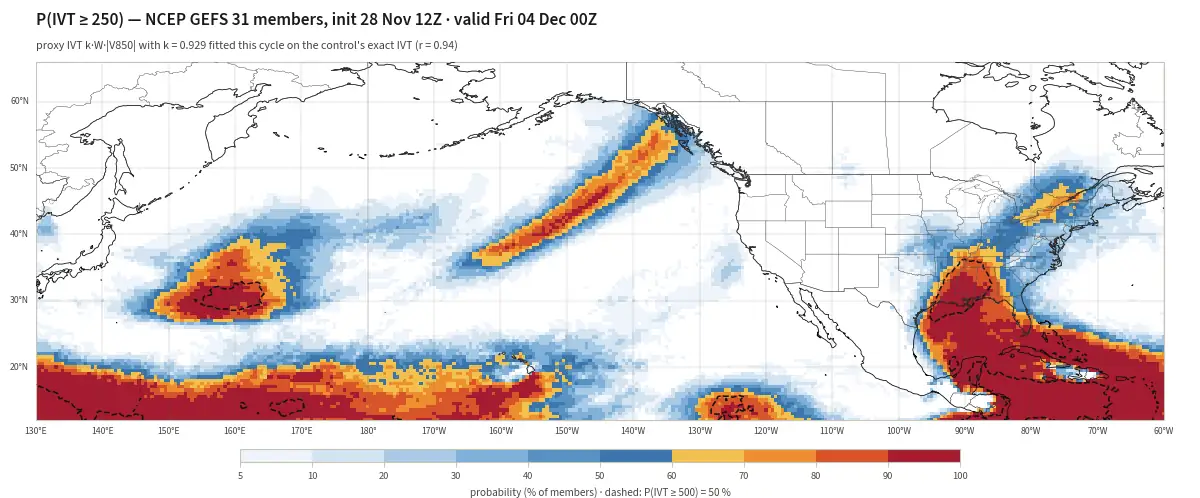 P(IVT ≥ 250) — NCEP GEFS 31 members, init 28 Nov 12Z · valid Fri 04 Dec 00Z
proxy IVT k·W·|V850| with k = 0.929 fitted this cycle on the control's exact IVT (r = 0.94)
60°N
50°N
40°N
30°N
20°N
130°E 140°E 150°E 160°E 170°E 180° 170°W 160°W 150°W 140°W 130°W 120°W 110°W 100°W 90°W 80°W 70°W 60°W
5 10 20 30 40 50 60 70 80 90 100
probability (% of members) · dashed: P(IVT ≥ 500) = 50 %